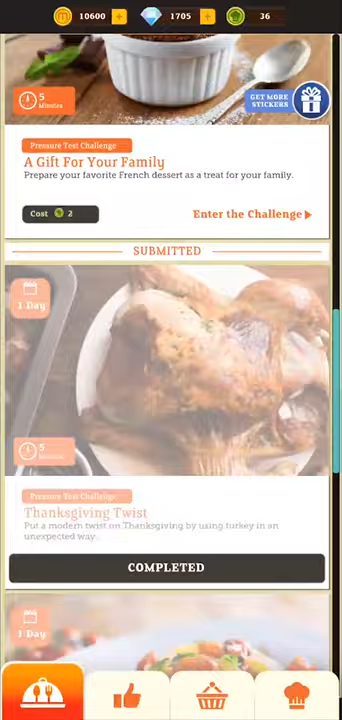 10600
1705
36
5
Minutes
GET MORE
STICKERS
Pressure Test Challenge
A Gift For Your Family
Prepare your favorite French dessert as a treat for your family.
Cost 2
Enter the Challenge
SUBMITTED
1 Day
5
Minutes
Pressure Test Challenge
Thanksgiving Twist
Put a modern twist on Thanksgiving by using turkey in an
unexpected way.
COMPLETED
1 Day